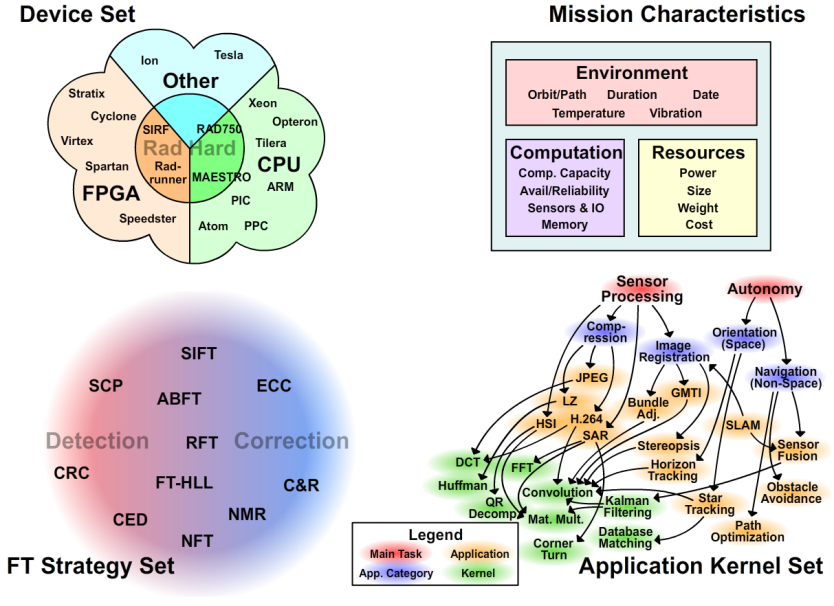 Device Set
Mission Characteristics
Ion
Tesla
Other
Stratix
Cyclone
Virtex
Spartan
FPGA
Speedster
SIRF
RAD750
Rad Hard
Rad-
runner
MAESTRO
Xeon
Opteron
Tilera
CPU
ARM
PIC
Atom
PPC
Environment
Orbit/Path
Duration
Date
Temperature
Vibration
Computation
Comp. Capacity
Avail/Reliability
Sensors & IO
Memory
Resources
Power
Size
Weight
Cost
SIFT
SCP
ECC
ABFT
Detection
RFT
Correction
CRC
FT-HLL
C&R
CED
NMR
NFT
FT Strategy Set
Sensor
Processing
Autonomy
Comp-
ression
Image
Registration
Orientation
(Space)
Navigation
(Non-Space)
JPEG
LZ
HSI
H.264
SAR
Bundle
Adj.
GMTI
SLAM
Stereopsis
Horizon
Tracking
Sensor
Fusion
DCT
FFT
Huffman
QR
Decomp.
Convolution
Kalman
Filtering
Star
Tracking
Obstacle
Avoidance
Mat. Mult.
Database
Matching
Path
Optimization
Corner
Turn
Legend
Main Task
Application
App. Category
Kernel
Application Kernel Set